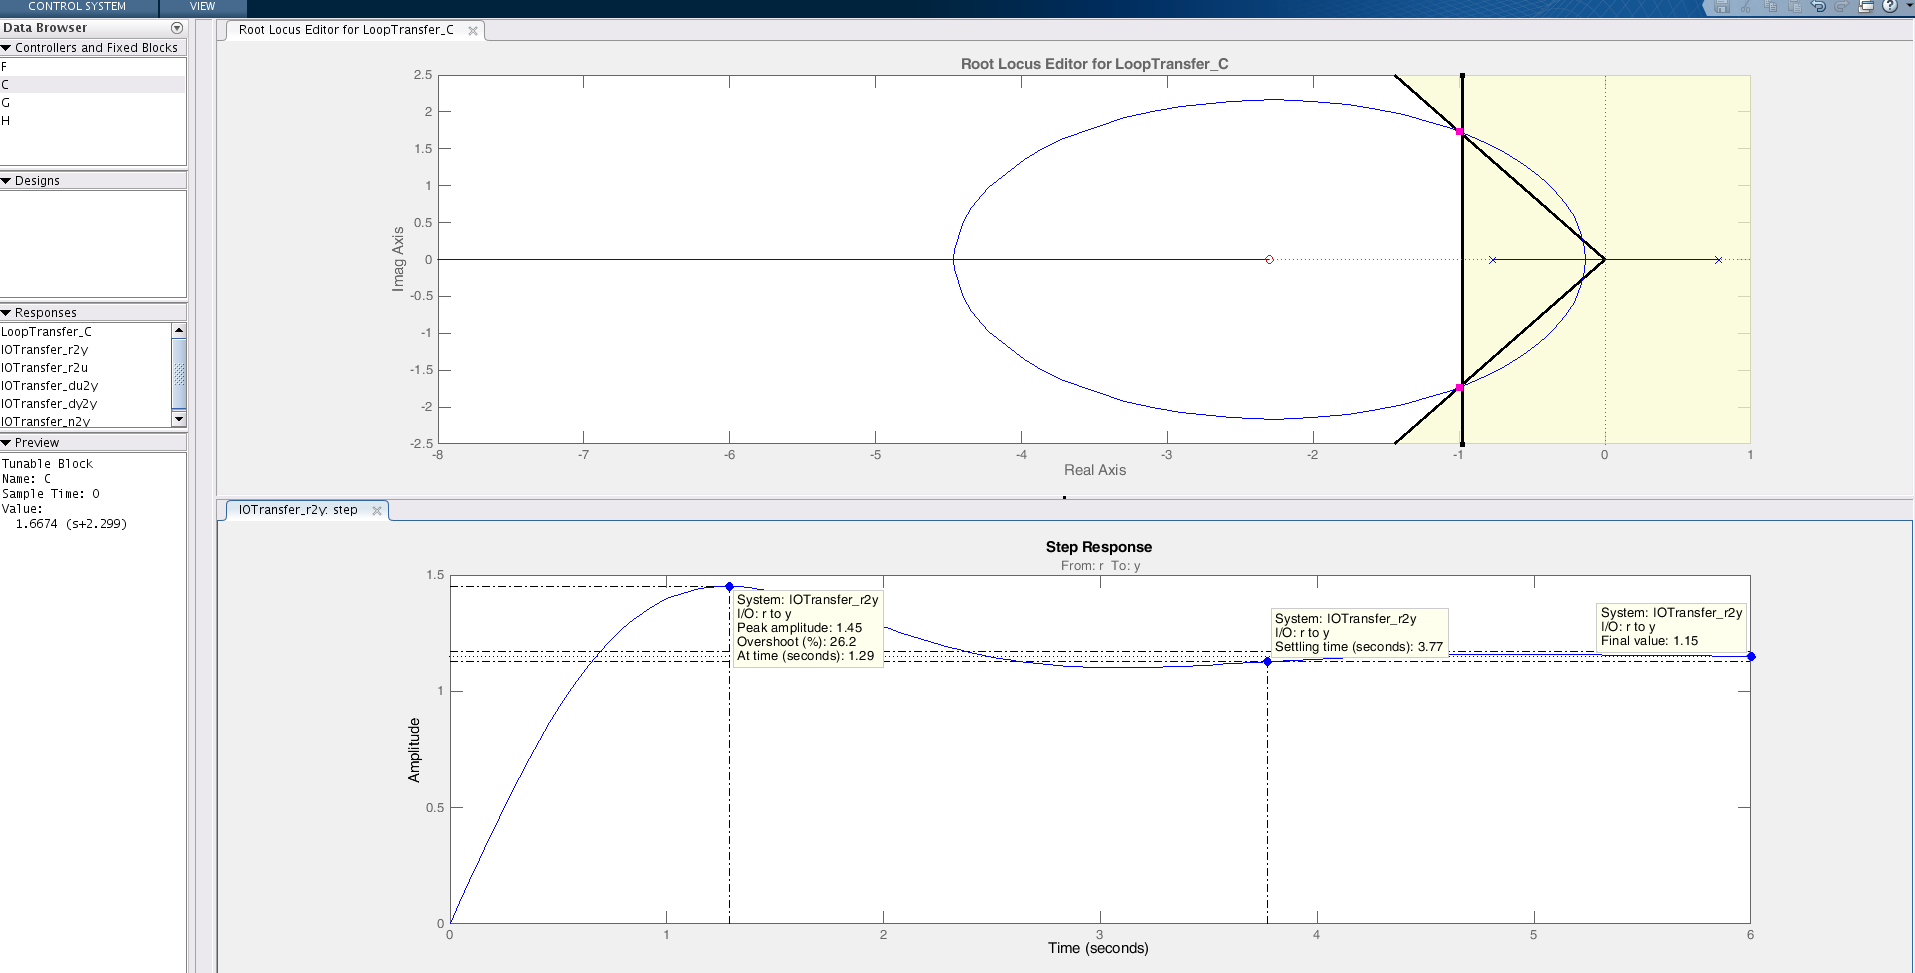 CONTROL SYSTEM
VIEW
Data Browser
Controllers and Fixed Blocks
F
C
G
H
Designs
Responses
LoopTransfer_C
IOTransfer_r2y
IOTransfer_r2u
IOTransfer_du2y
IOTransfer_dy2y
IOTransfer_n2y
Preview
Tunable Block
Name: C
Sample Time: 0
Value:
1.6674 (s+2.299)
Root Locus Editor for LoopTransfer_C
Root Locus Editor for LoopTransfer_C
2.5
2
1.5
1
0.5
0
-0.5
-1
-1.5
-2
-2.5
Imag Axis
-8 -7 -6 -5 -4 -3 -2 -1 0 1
Real Axis
IOTransfer_r2y: step
Step Response
From: r To: y
1.5
1
0.5
0
Amplitude
System: IOTransfer_r2y
I/O: r to y
Peak amplitude: 1.45
Overshoot (%): 26.2
At time (seconds): 1.29
System: IOTransfer_r2y
I/O: r to y
Settling time (seconds): 3.77
System: IOTransfer_r2y
I/O: r to y
Final value: 1.15
0 1 2 3 4 5 6
Time (seconds)